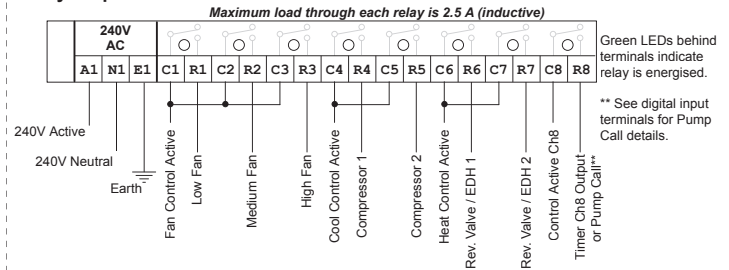 Maximum load through each relay is 2.5 A (inductive)
240V
AC
A1 N1 E1 C1 R1 C2 R2 C3 R3 C4 R4 C5 R5 C6 R6 C7 R7 C8 R8
Green LEDs behind
terminals indicate
relay is energised.
** See digital input
terminals for Pump
Call details.
240V Active
240V Neutral
Earth
Fan Control Active
Low Fan
Medium Fan
High Fan
Cool Control Active
Compressor 1
Compressor 2
Heat Control Active
Rev. Valve / EDH 1
Rev. Valve / EDH 2
Control Active Ch8
Timer Ch8 Output
or Pump Call**